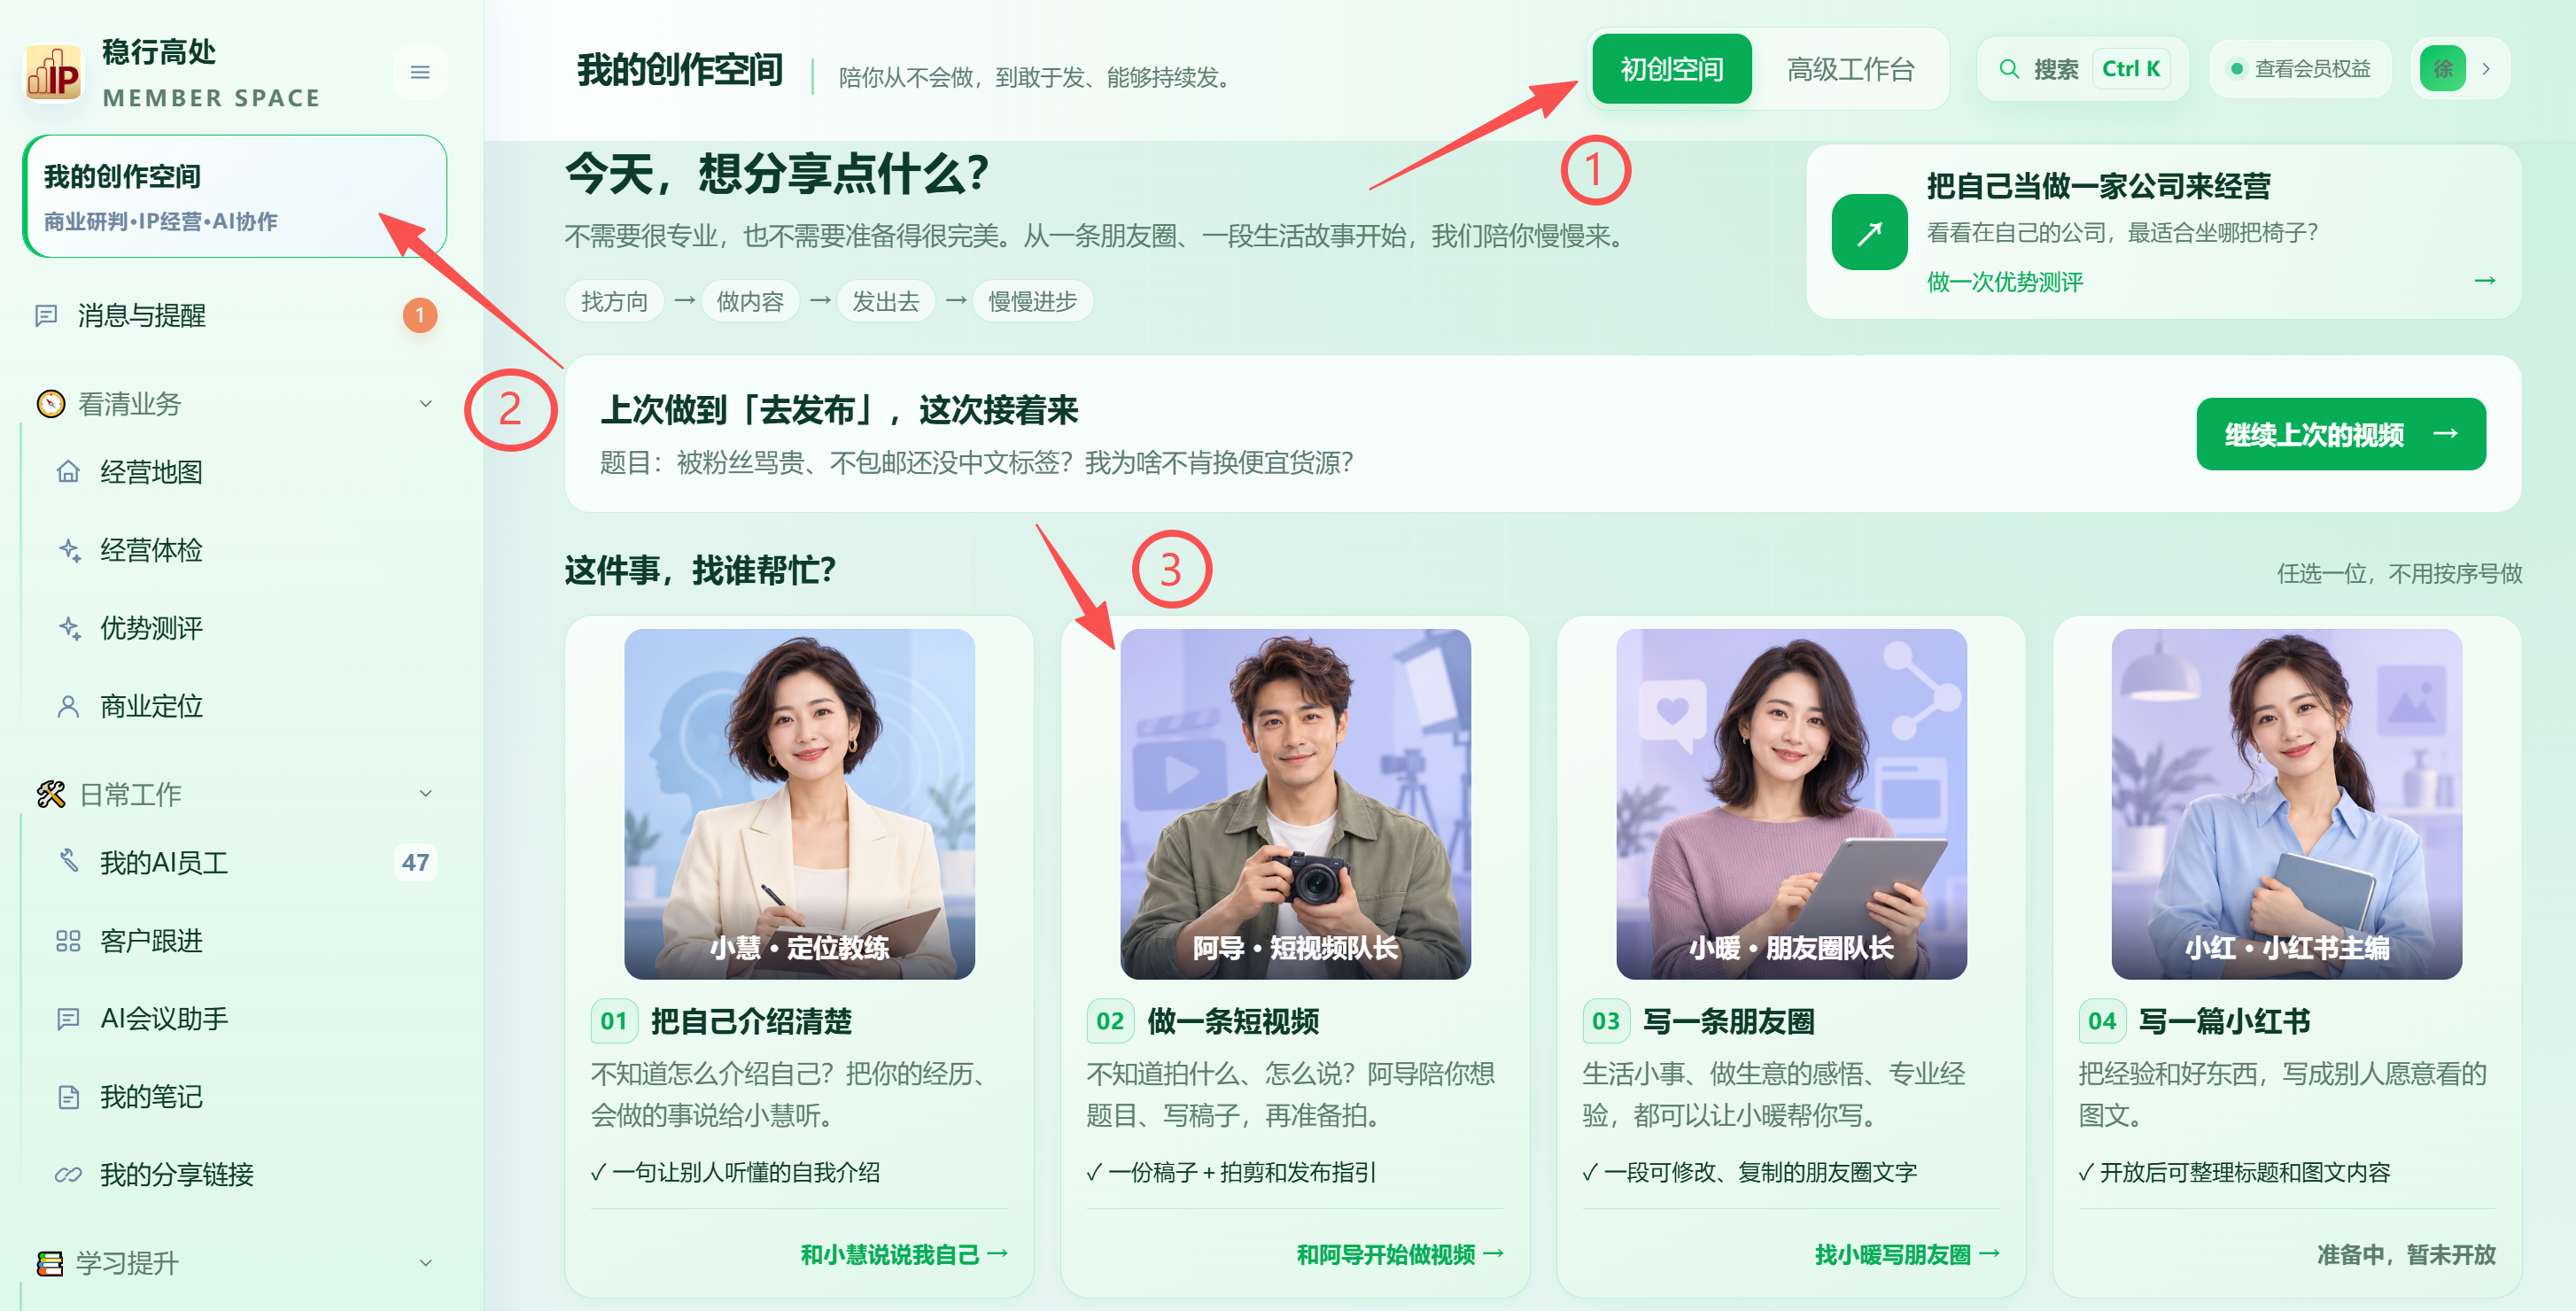 稳行高处
MEMBER SPACE
我的创作空间
商业研判•IP经营•AI协作
消息与提醒
1
看清业务
经营地图
经营体检
优势测评
商业定位
日常工作
我的AI员工
47
客户跟进
AI会议助手
我的笔记
我的分享链接
学习提升
我的创作空间
陪你从不会做，到敢于发、能够持续发。
初创空间
高级工作台
搜索 Ctrl K
查看会员权益
徐
今天，想分享点什么？
不需要很专业，也不需要准备得很完美。从一条朋友圈、一段生活故事开始，我们陪你慢慢来。
找方向 → 做内容 → 发出去 → 慢慢进步
把自己当做一家公司来经营
看看在自己的公司，最适合坐哪把椅子？
做一次优势测评 →
1
2
上次做到「去发布」，这次接着来
题目：被粉丝骂贵、不包邮还没中文标签？我为啥不肯换便宜货源？
继续上次的视频 →
3
这件事，找谁帮忙？
任选一位，不用按序号做
小慧・定位教练
01 把自己介绍清楚
不知道怎么介绍自己？把你的经历、
会做的事说给小慧听。
✓ 一句让别人听懂的自我介绍
和小慧说说我自己 →
阿导・短视频队长
02 做一条短视频
不知道拍什么、怎么说？阿导陪你想
题目、写稿子，再准备拍。
✓ 一份稿子 + 拍剪和发布指引
和阿导开始做视频 →
小暖・朋友圈队长
03 写一条朋友圈
生活小事、做生意的感悟、专业经
验，都可以让小暖帮你写。
✓ 一段可修改、复制的朋友圈文字
找小暖写朋友圈 →
小红・小红书主编
04 写一篇小红书
把经验和好东西，写成别人愿意看的
图文。
✓ 开放后可整理标题和图文内容
准备中，暂未开放